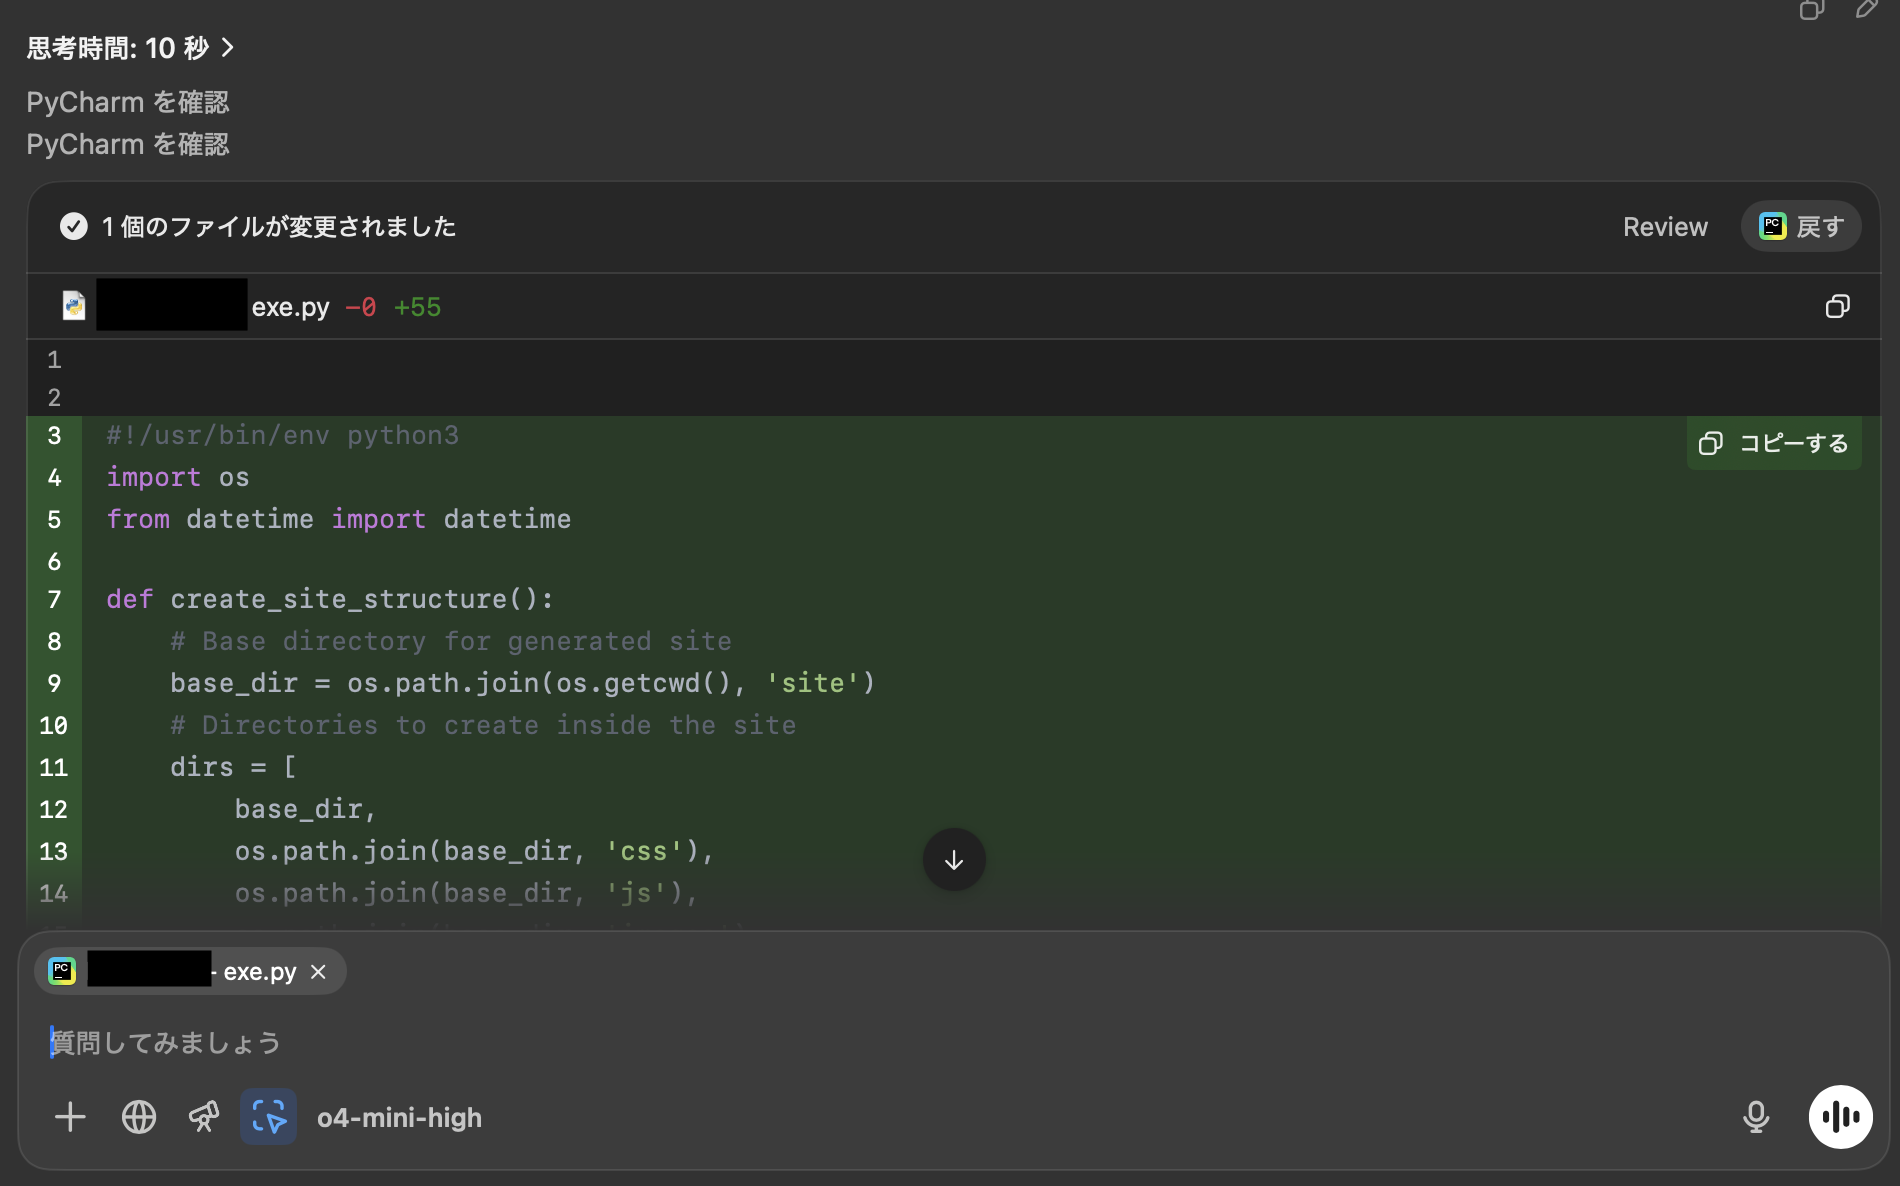 思考時間: 10 秒
PyCharm を確認
PyCharm を確認
1 個のファイルが変更されました
Review
PC 戻す
exe.py −0 +55
1
2
3 #!/usr/bin/env python3
コピーする
4 import os
5 from datetime import datetime
6
7 def create_site_structure():
8 # Base directory for generated site
9 base_dir = os.path.join(os.getcwd(), 'site')
10 # Directories to create inside the site
11 dirs = [
12 base_dir,
13 os.path.join(base_dir, 'css'),
14 os.path.join(base_dir, 'js'),
PC - exe.py
質問してみましょう
o4-mini-high